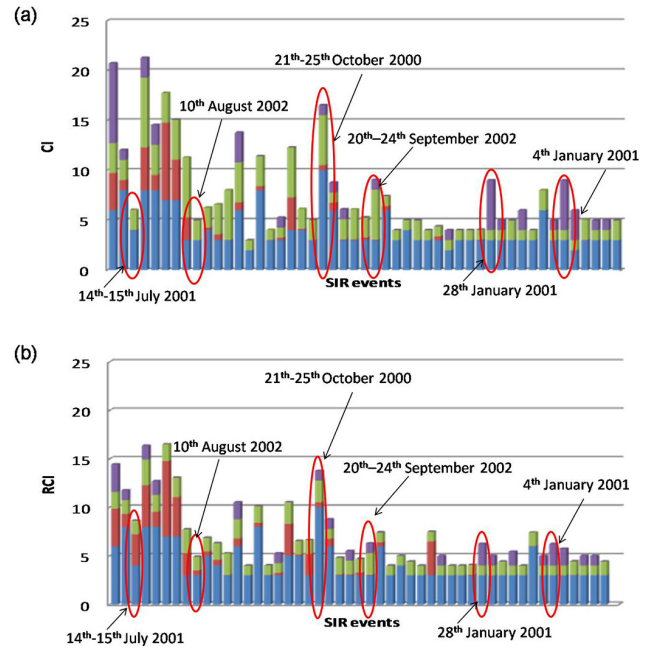 (a)
25
20
15
10
5
0
CI
21th-25th October 2000
10th August 2002
20th–24th September 2002
4th January 2001
SIR events
14th-15th July 2001
28th January 2001
(b)
25
20
15
10
5
0
RCI
21th-25th October 2000
10th August 2002
20th–24th September 2002
4th January 2001
SIR events
14th-15th July 2001
28th January 2001